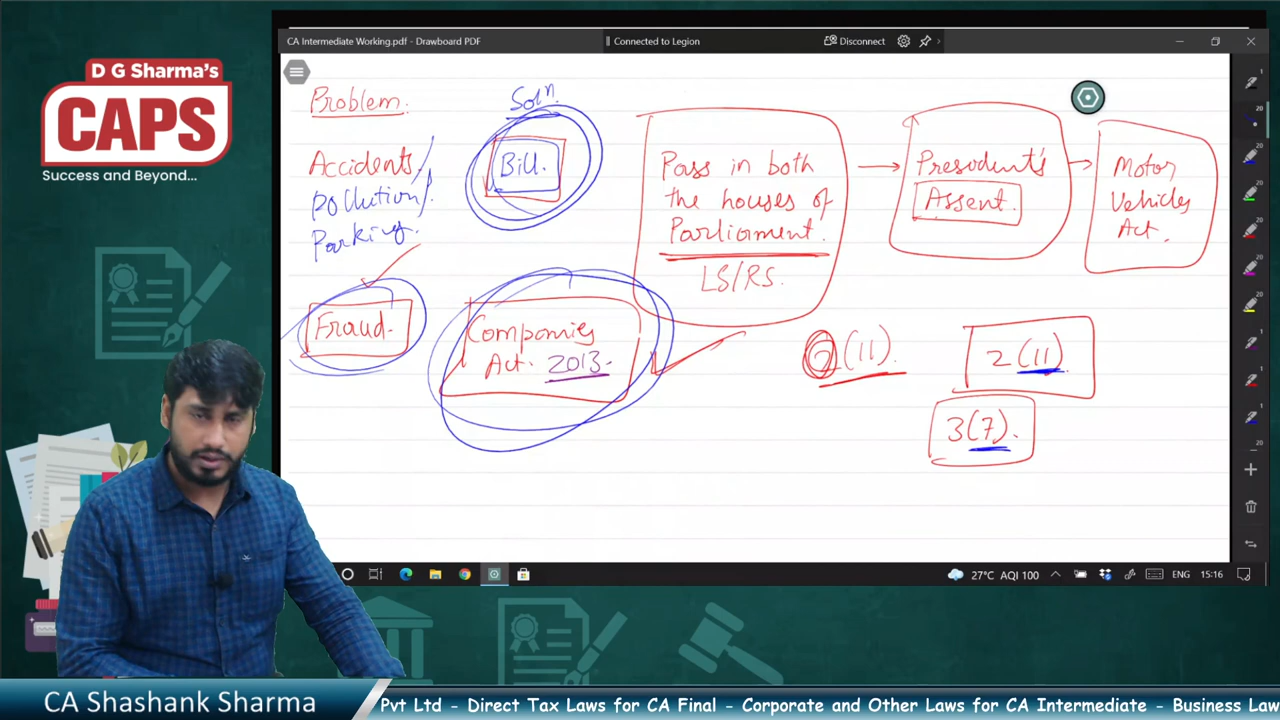 D G Sharma's
CAPS
Success and Beyond...
CA Intermediate Working.pdf - Drawboard PDF
Connected to Legion
Disconnect
Problem.
Soln.
Accidents
Pollution
Parking.
Bill.
Pass in both
the houses of
Parliament.
LS/RS.
Presodent's
Assent.
Motor
Vehicles
Act.
Fraud.
Companies
Act. 2013.
2(11).
2(11)
3(7).
27°C AQI 100
ENG
15:16
CA Shashank Sharma
Pvt Ltd - Direct Tax Laws for CA Final - Corporate and Other Laws for CA Intermediate - Business Law